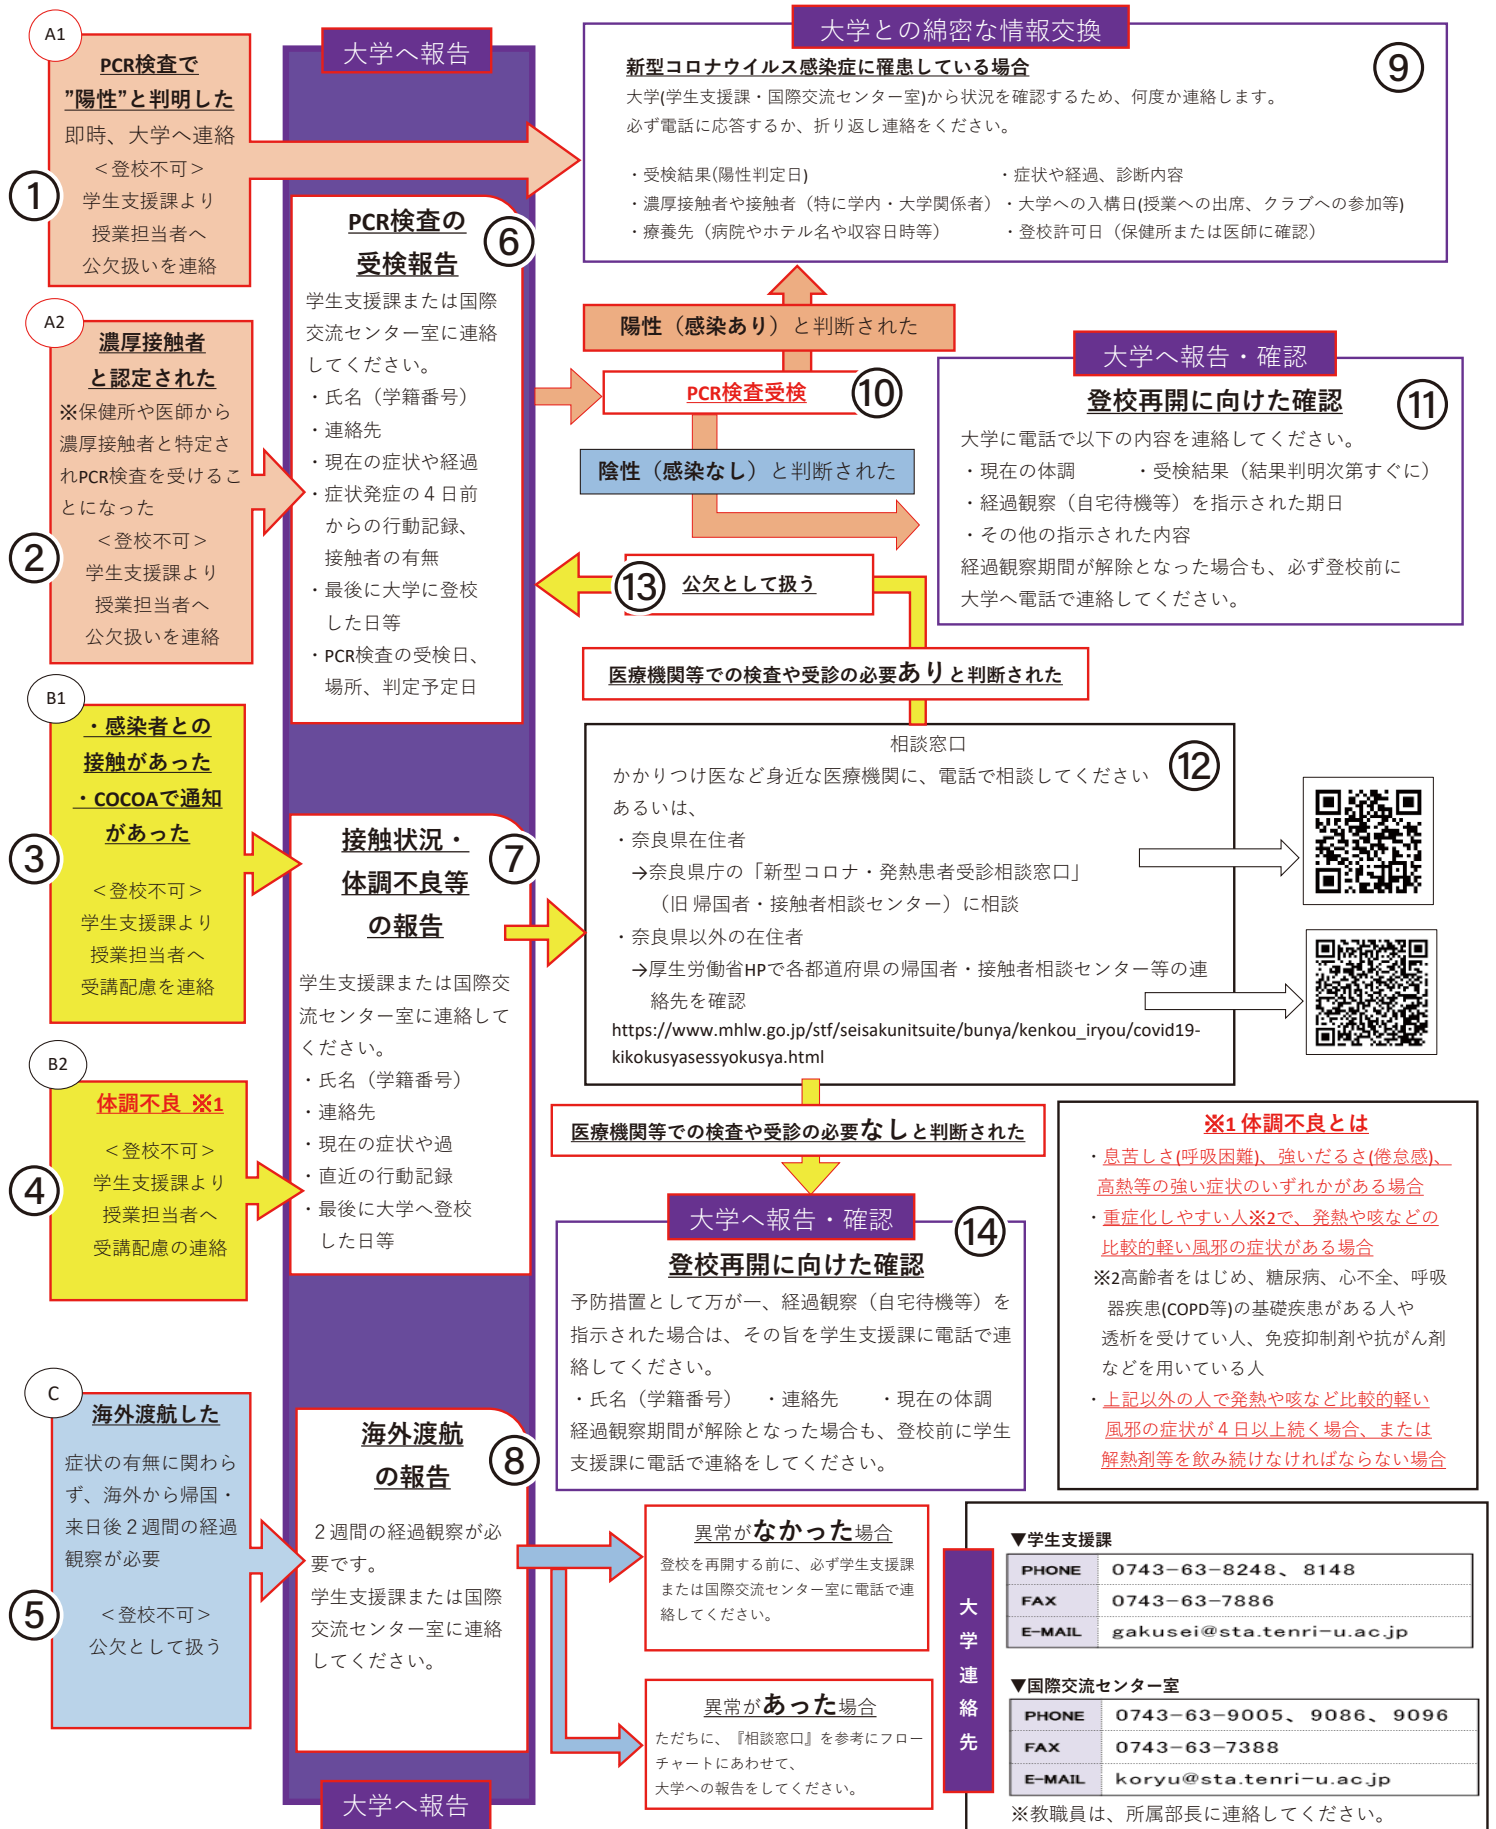 A1
PCR検査で
”陽性”と判明した
即時、大学へ連絡
＜登校不可＞
学生支援課より
授業担当者へ
公欠扱いを連絡
①
A2
濃厚接触者
と認定された
※保健所や医師から
濃厚接触者と特定さ
れPCR検査を受けるこ
とになった
＜登校不可＞
学生支援課より
授業担当者へ
公欠扱いを連絡
②
B1
・感染者との
接触があった
・COCOAで通知
があった
＜登校不可＞
学生支援課より
授業担当者へ
受講配慮を連絡
③
B2
体調不良 ※1
＜登校不可＞
学生支援課より
授業担当者へ
受講配慮の連絡
④
C
海外渡航した
症状の有無に関わら
ず、海外から帰国・
来日後２週間の経過
観察が必要
＜登校不可＞
公欠として扱う
⑤
大学へ報告
PCR検査の
受検報告
⑥
学生支援課または国際
交流センター室に連絡
してください。
・氏名（学籍番号）
・連絡先
・現在の症状や経過
・症状発症の４日前
からの行動記録、
接触者の有無
・最後に大学に登校
した日等
・PCR検査の受検日、
場所、判定予定日
接触状況・
体調不良等
の報告
⑦
学生支援課または国際交
流センター室に連絡して
ください。
・氏名（学籍番号）
・連絡先
・現在の症状や過
・直近の行動記録
・最後に大学へ登校
した日等
海外渡航
の報告
⑧
２週間の経過観察が必
要です。
学生支援課または国際
交流センター室に連絡
してください。
大学へ報告
大学との綿密な情報交換
新型コロナウイルス感染症に罹患している場合
⑨
大学(学生支援課・国際交流センター室)から状況を確認するため、何度か連絡します。
必ず電話に応答するか、折り返し連絡をください。
・受検結果(陽性判定日) ・症状や経過、診断内容
・濃厚接触者や接触者（特に学内・大学関係者） ・大学への入構日(授業への出席、クラブへの参加等)
・療養先（病院やホテル名や収容日時等） ・登校許可日（保健所または医師に確認）
陽性（感染あり）と判断された
PCR検査受検
⑩
陰性（感染なし）と判断された
大学へ報告・確認
登校再開に向けた確認
⑪
大学に電話で以下の内容を連絡してください。
・現在の体調 ・受検結果（結果判明次第すぐに）
・経過観察（自宅待機等）を指示された期日
・その他の指示された内容
経過観察期間が解除となった場合も、必ず登校前に
大学へ電話で連絡してください。
⑬
公欠として扱う
医療機関等での検査や受診の必要ありと判断された
相談窓口
⑫
かかりつけ医など身近な医療機関に、電話で相談してください
あるいは、
・奈良県在住者
→奈良県庁の「新型コロナ・発熱患者受診相談窓口」
（旧 帰国者・接触者相談センター）に相談
・奈良県以外の在住者
→厚生労働省HPで各都道府県の帰国者・接触者相談センター等の連
絡先を確認
https://www.mhlw.go.jp/stf/seisakunitsuite/bunya/kenkou_iryou/covid19-
kikokusyasessyokusya.html
医療機関等での検査や受診の必要なしと判断された
大学へ報告・確認
⑭
登校再開に向けた確認
予防措置として万が一、経過観察（自宅待機等）を
指示された場合は、その旨を学生支援課に電話で連
絡してください。
・氏名（学籍番号） ・連絡先 ・現在の体調
経過観察期間が解除となった場合も、登校前に学生
支援課に電話で連絡をしてください。
※1 体調不良とは
・息苦しさ(呼吸困難)、強いだるさ(倦怠感)、
高熱等の強い症状のいずれかがある場合
・重症化しやすい人※2で、発熱や咳などの
比較的軽い風邪の症状がある場合
※2高齢者をはじめ、糖尿病、心不全、呼吸
器疾患(COPD等)の基礎疾患がある人や
透析を受けてい人、免疫抑制剤や抗がん剤
などを用いている人
・上記以外の人で発熱や咳など比較的軽い
風邪の症状が４日以上続く場合、または
解熱剤等を飲み続けなければならない場合
異常がなかった場合
登校を再開する前に、必ず学生支援課
または国際交流センター室に電話で連
絡してください。
異常があった場合
ただちに、『相談窓口』を参考にフロー
チャートにあわせて、
大学への報告をしてください。
大学連絡先
▼学生支援課
PHONE 0743-63-8248、8148
FAX 0743-63-7886
E-MAIL gakusei@sta.tenri-u.ac.jp
▼国際交流センター室
PHONE 0743-63-9005、9086、9096
FAX 0743-63-7388
E-MAIL koryu@sta.tenri-u.ac.jp
※教職員は、所属部長に連絡してください。